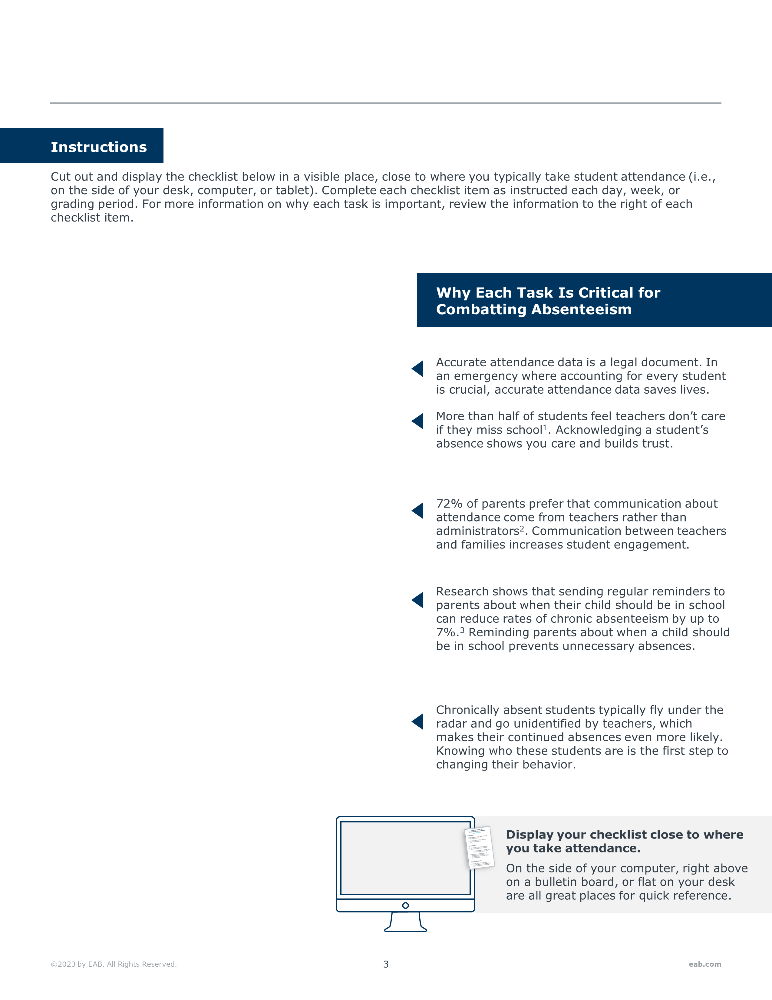 Instructions
Cut out and display the checklist below in a visible place, close to where you typically take student attendance (i.e.,
on the side of your desk, computer, or tablet). Complete each checklist item as instructed each day, week, or
grading period. For more information on why each task is important, review the information to the right of each
checklist item.
Why Each Task Is Critical for
Combatting Absenteeism
Accurate attendance data is a legal document. In
an emergency where accounting for every student
is crucial, accurate attendance data saves lives.
More than half of students feel teachers don’t care
if they miss school¹. Acknowledging a student’s
absence shows you care and builds trust.
72% of parents prefer that communication about
attendance come from teachers rather than
administrators². Communication between teachers
and families increases student engagement.
Research shows that sending regular reminders to
parents about when their child should be in school
can reduce rates of chronic absenteeism by up to
7%.³ Reminding parents about when a child should
be in school prevents unnecessary absences.
Chronically absent students typically fly under the
radar and go unidentified by teachers, which
makes their continued absences even more likely.
Knowing who these students are is the first step to
changing their behavior.
Display your checklist close to where
you take attendance.
On the side of your computer, right above
on a bulletin board, or flat on your desk
are all great places for quick reference.
©2023 by EAB. All Rights Reserved.
3
eab.com